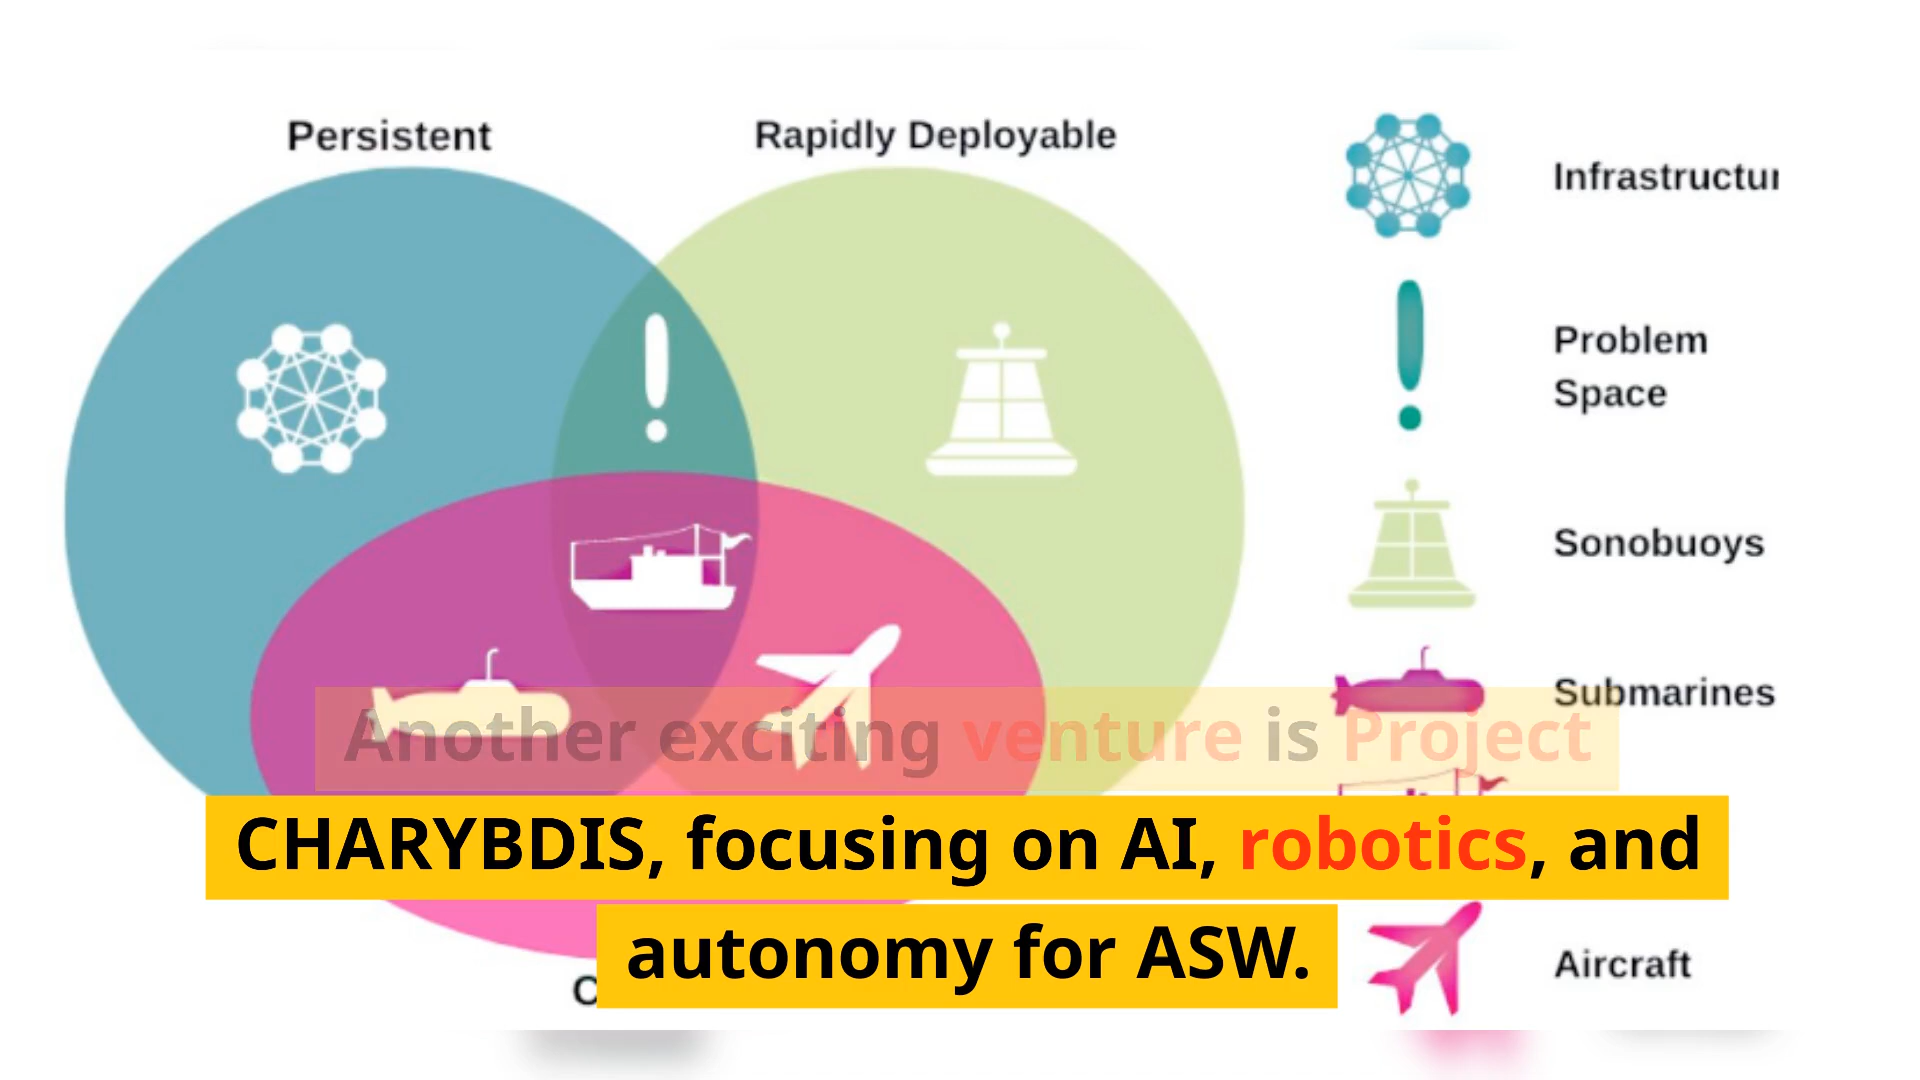 Persistent
Rapidly Deployable
Infrastructur
Problem
Space
Sonobuoys
Submarines
Another exciting venture is Project
CHARYBDIS, focusing on AI, robotics, and
autonomy for ASW.
Aircraft